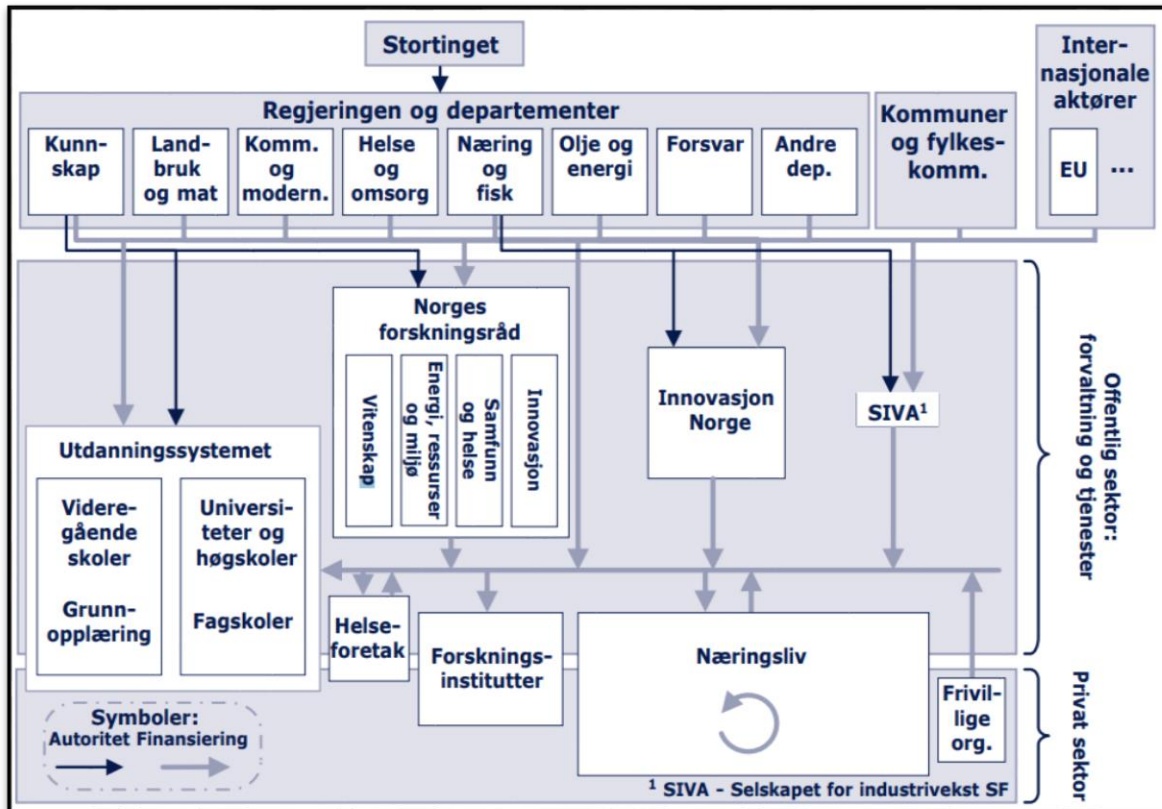 Stortinget
Inter-
nasjonale
aktører
EU
...
Regjeringen og departementer
Kunn-
skap
Land-
bruk
og mat
Komm.
og
modern.
Helse
og
omsorg
Næring
og
fisk
Olje og
energi
Forsvar
Andre
dep.
Kommuner
og fylkes-
komm.
Norges
forskningsråd
Vitenskap
Energi, ressurser
og miljø
Samfunn
og helse
Innovasjon
Innovasjon
Norge
SIVA¹
Offentlig sektor:
forvaltning og tjenester
Utdanningssystemet
Videre-
gående
skoler
Grunn-
opplæring
Universi-
teter og
høgskoler
Fagskoler
Helse-
foretak
Forsknings-
institutter
Næringsliv
Frivil-
lige
org.
Privat sektor
Symboler:
Autoritet Finansiering
¹ SIVA - Selskapet for industrivekst SF